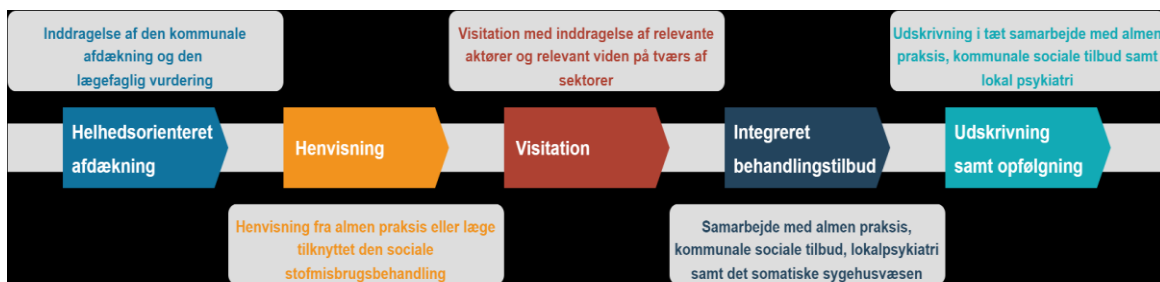 Inddragelse af den kommunale
afdækning og den
lægefaglig vurdering
Visitation med inddragelse af relevante
aktører og relevant viden på tværs af
sektorer
Udskrivning i tæt samarbejde med almen
praksis, kommunale sociale tilbud samt
lokal psykiatri
Helhedsorienteret
afdækning
Henvisning
Visitation
Integreret
behandlingstilbud
Udskrivning
samt opfølgning
Henvisning fra almen praksis eller læge
tilknyttet den sociale
stofmisbrugsbehandling
Samarbejde med almen praksis,
kommunale sociale tilbud, lokalpsykiatri
samt det somatiske sygehusvæsen